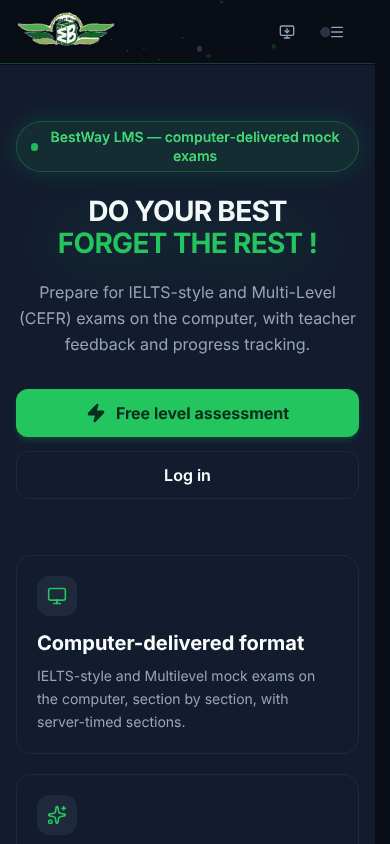 BestWay LMS — computer-delivered mock
exams
DO YOUR BEST
FORGET THE REST !
Prepare for IELTS-style and Multi-Level
(CEFR) exams on the computer, with teacher
feedback and progress tracking.
Free level assessment
Log in
Computer-delivered format
IELTS-style and Multilevel mock exams on
the computer, section by section, with
server-timed sections.